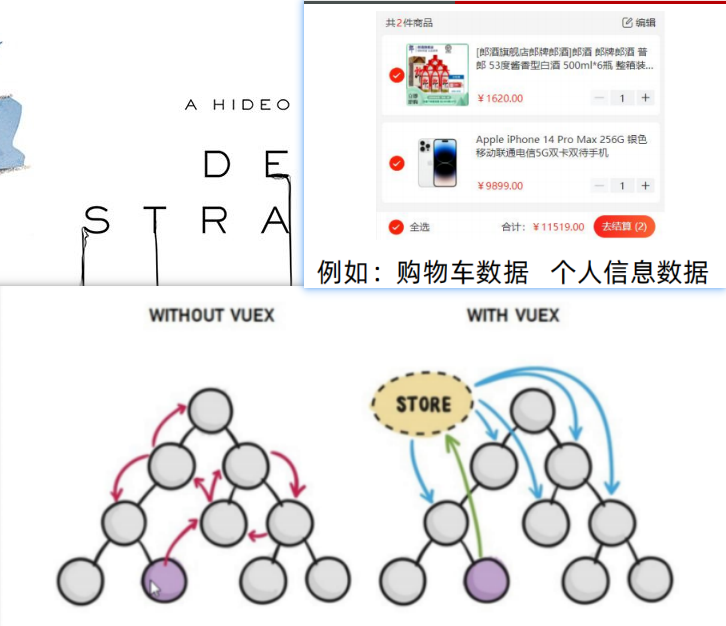 A HIDEO
DE
STRA
共2件商品
编辑
[郎酒旗舰店郎牌郎酒]郎酒 郎牌郎酒 普
郎 53度酱香型白酒 500ml*6瓶 整箱装...
¥1620.00
1
Apple iPhone 14 Pro Max 256G 银色
移动联通电信5G双卡双待手机
¥9899.00
1
全选
合计：¥11519.00
去结算(2)
例如：购物车数据 个人信息数据
WITHOUT VUEX
WITH VUEX
STORE